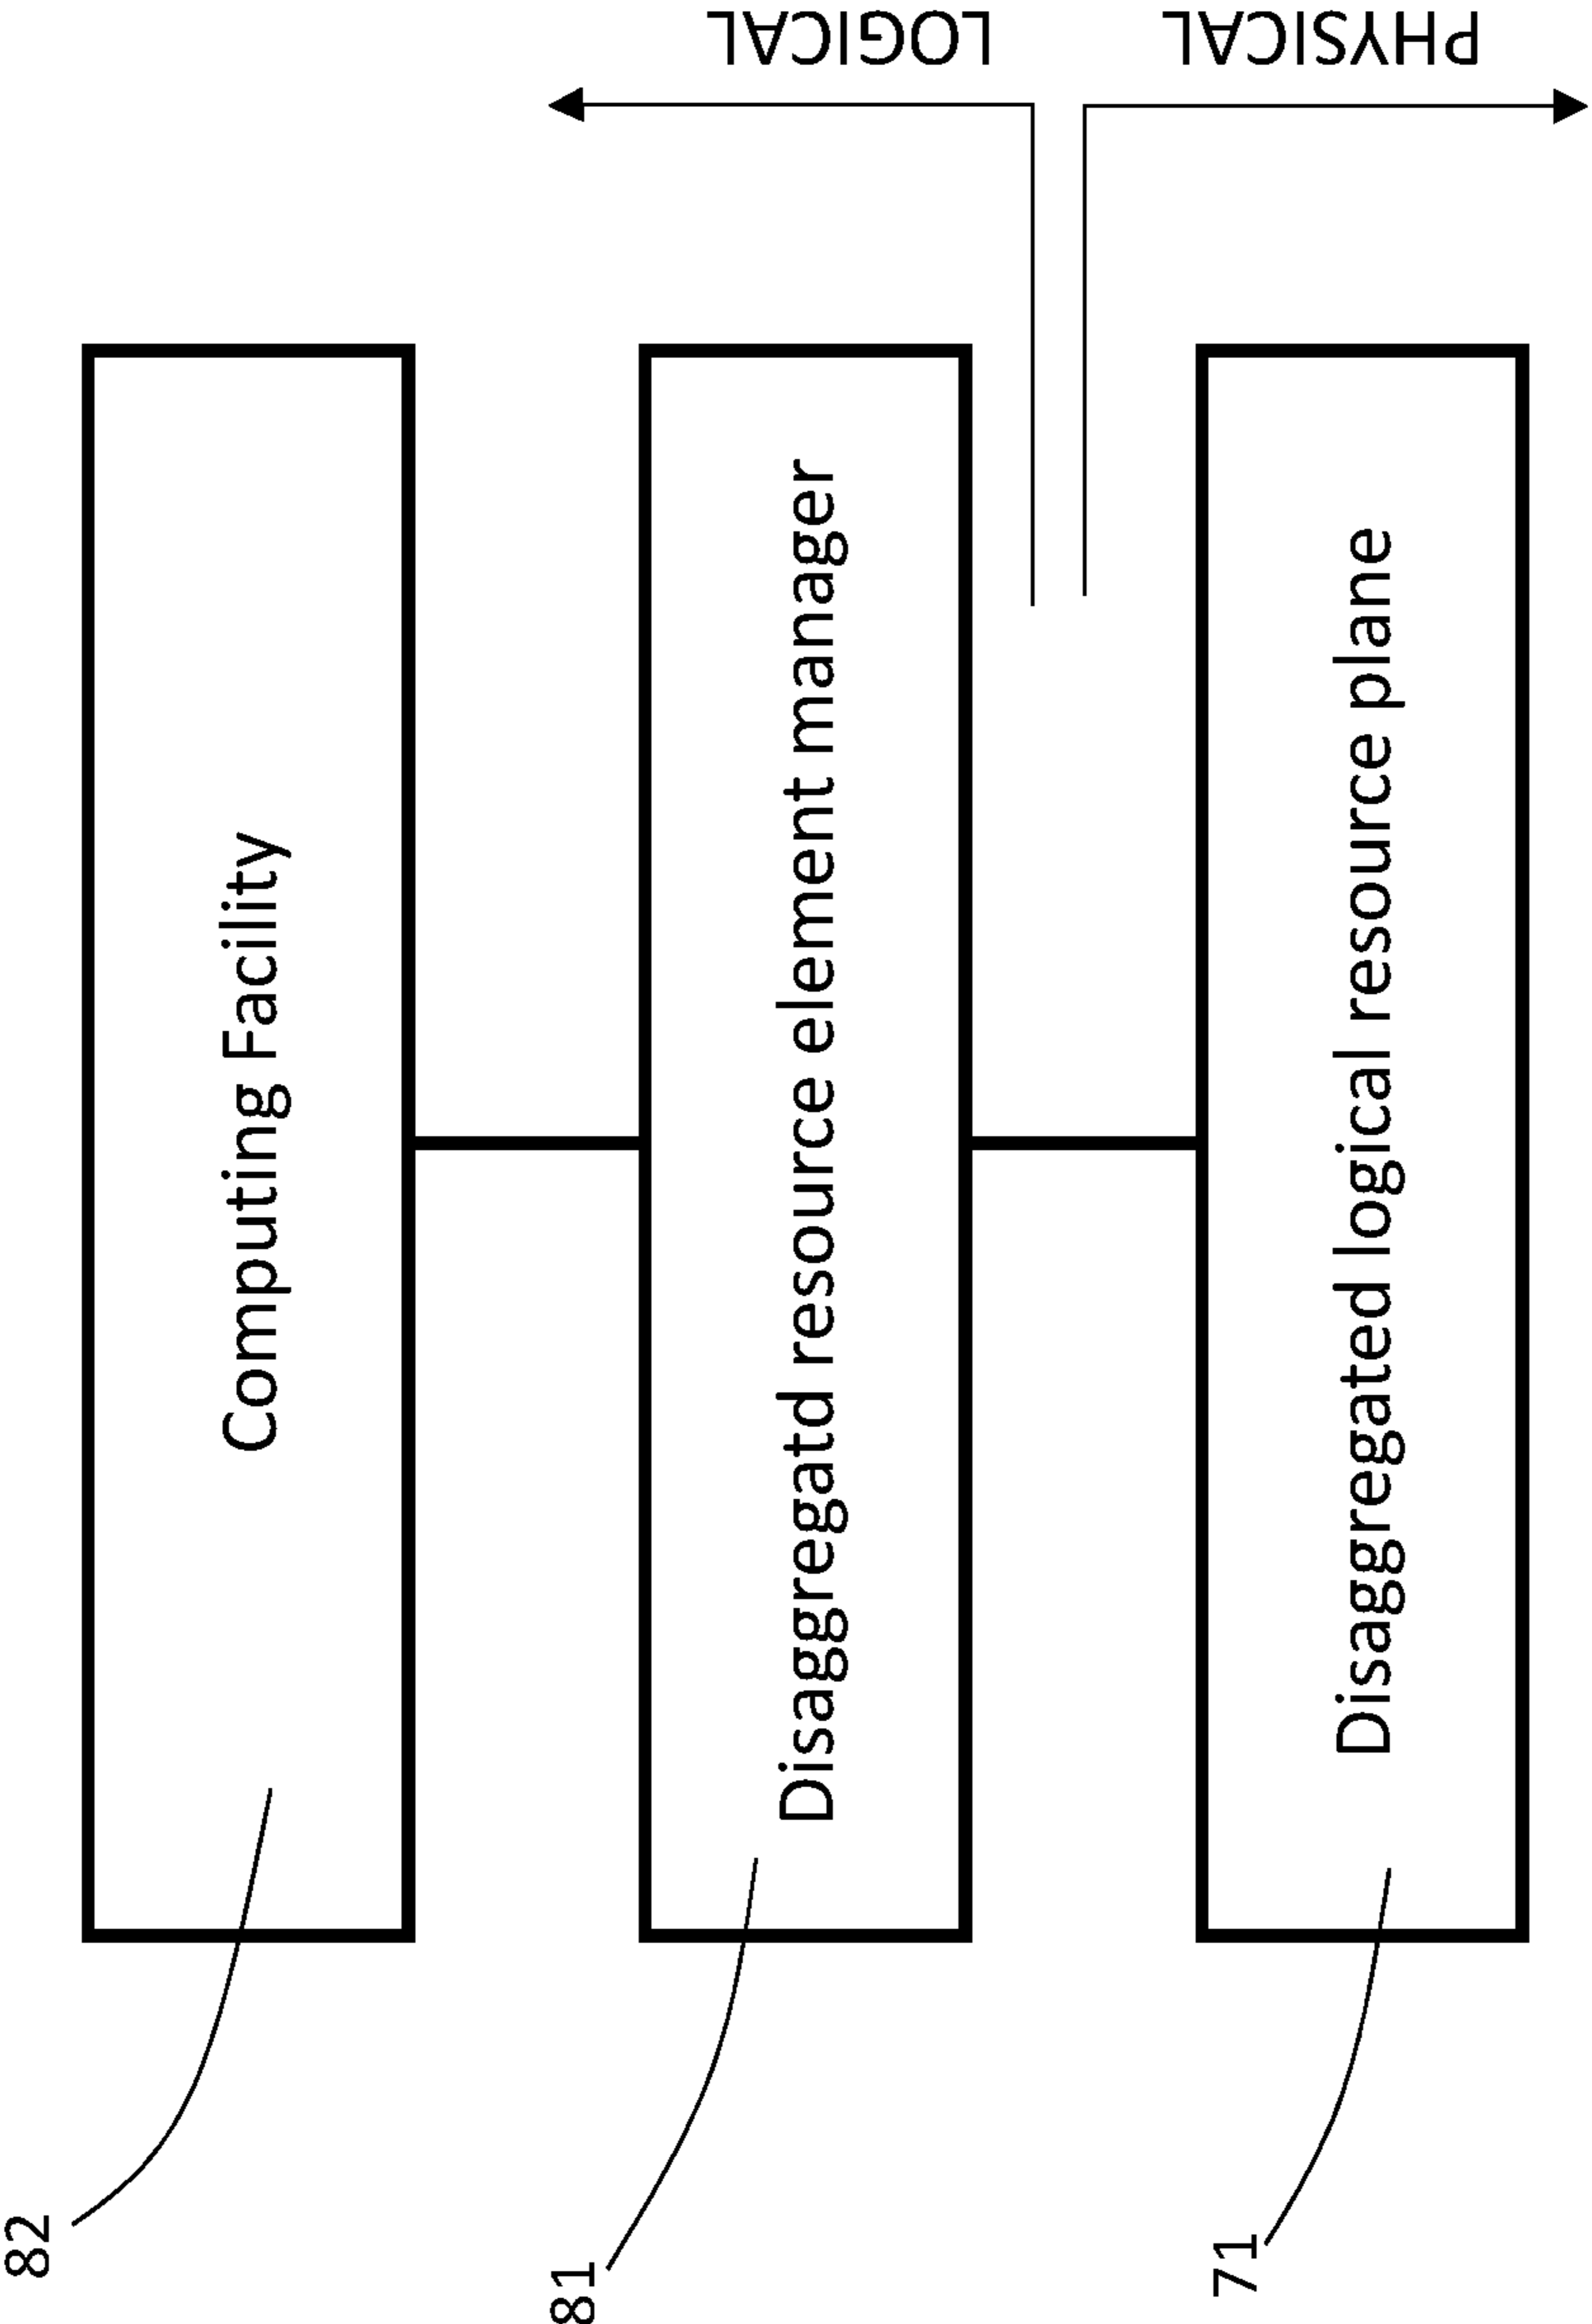 82
Computing Facility
81
Disaggregatd resource element manager
LOGICAL
PHYSICAL
71
Disaggregated logical resource plane